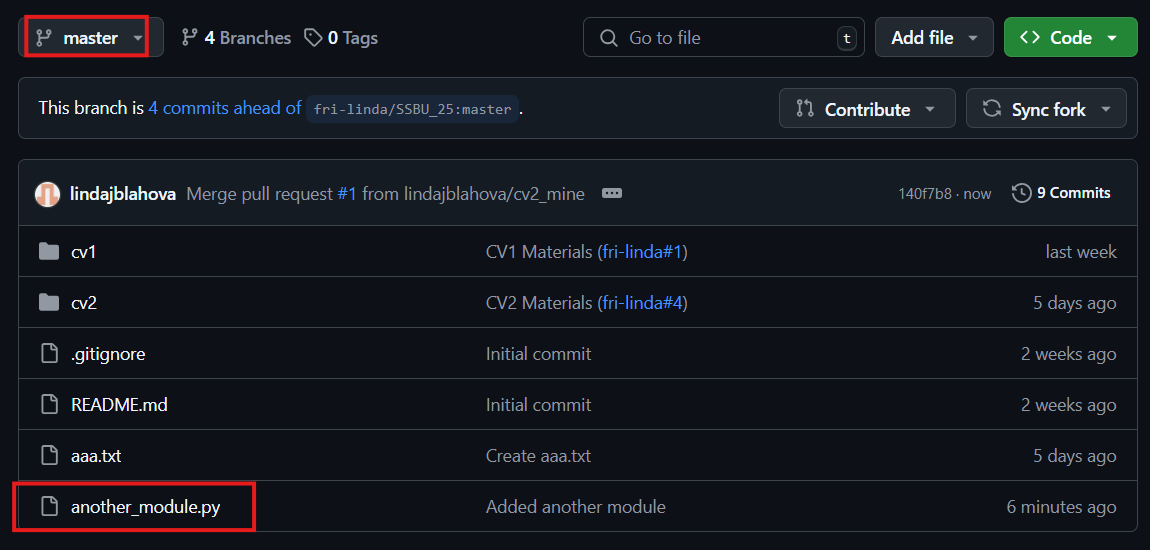 master 4 Branches 0 Tags Go to file t Add file Code
This branch is 4 commits ahead of fri-linda/SSBU_25:master. Contribute Sync fork
lindajblahova Merge pull request #1 from lindajblahova/cv2_mine 140f7b8 · now 9 Commits
cv1 CV1 Materials (fri-linda#1) last week
cv2 CV2 Materials (fri-linda#4) 5 days ago
.gitignore Initial commit 2 weeks ago
README.md Initial commit 2 weeks ago
aaa.txt Create aaa.txt 5 days ago
another_module.py Added another module 6 minutes ago